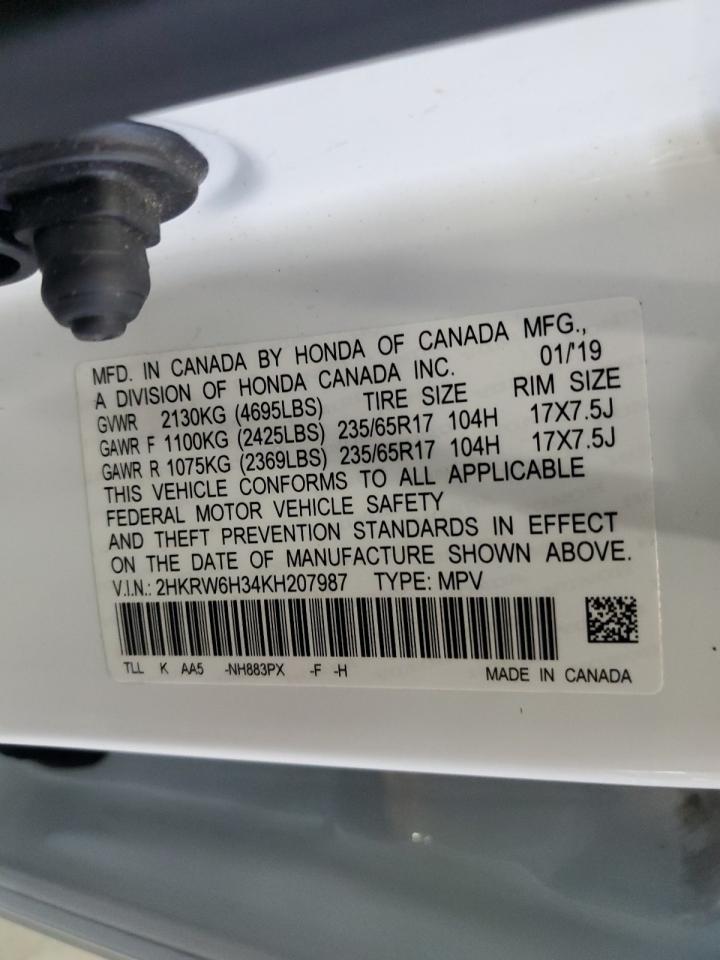 MFD. IN CANADA BY HONDA OF CANADA MFG.,
A DIVISION OF HONDA CANADA INC. 01/'19
GVWR 2130KG (4695LBS) TIRE SIZE RIM SIZE
GAWR F 1100KG (2425LBS) 235/65R17 104H 17X7.5J
GAWR R 1075KG (2369LBS) 235/65R17 104H 17X7.5J
THIS VEHICLE CONFORMS TO ALL APPLICABLE
FEDERAL MOTOR VEHICLE SAFETY
AND THEFT PREVENTION STANDARDS IN EFFECT
ON THE DATE OF MANUFACTURE SHOWN ABOVE.
V.I.N.: 2HKRW6H34KH207987 TYPE: MPV
TLL K AA5 -NH883PX -F -H MADE IN CANADA